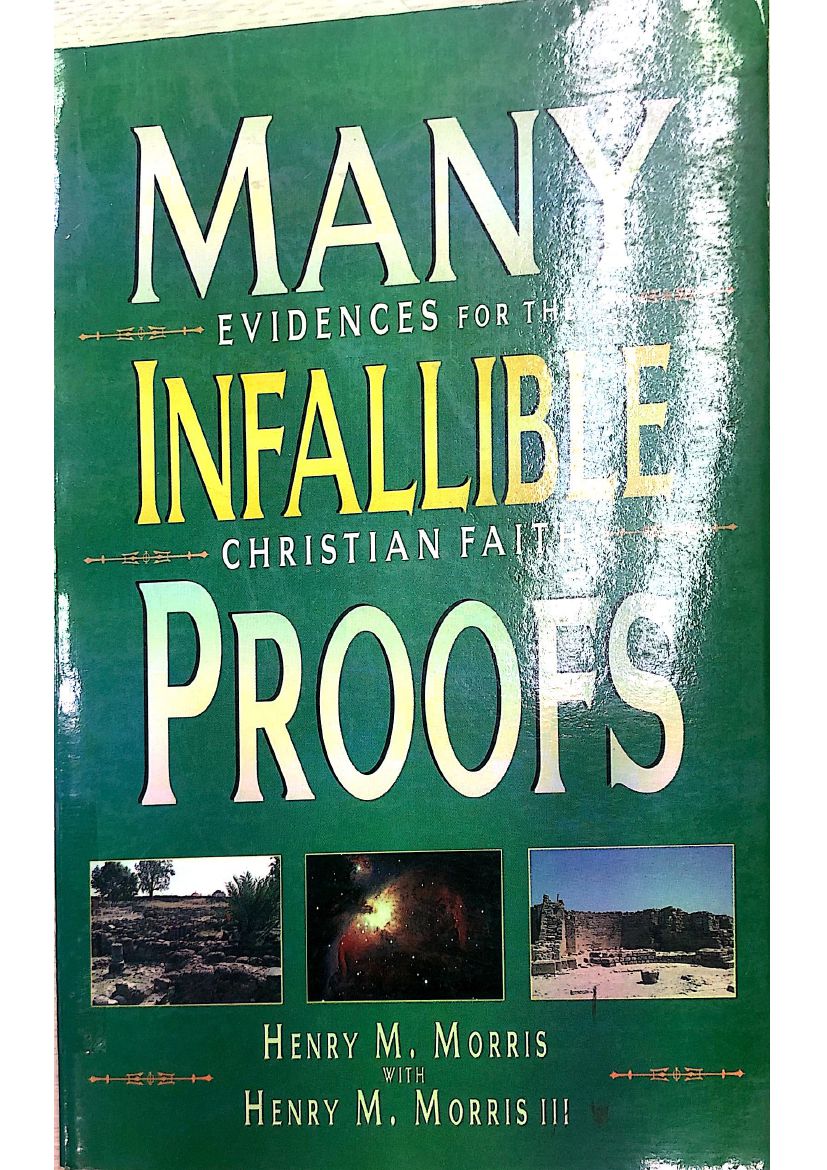 MANY
EVIDENCES FOR THE
INFALLIBLE
CHRISTIAN FAITH
PROOFS
HENRY M. MORRIS
WITH
HENRY M. MORRIS III